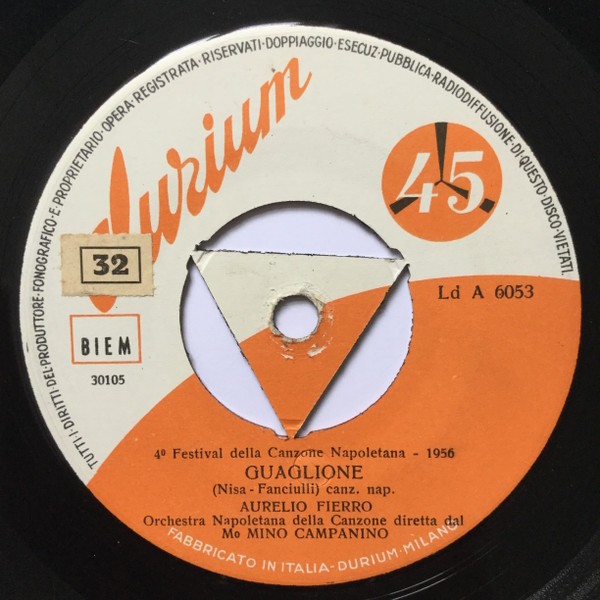 TUTTI·I·DIRITTI DEL·PRODUTTORE·FONOGRAFICO·E PROPRIETARIO·OPERA·REGISTRATA·RISERVATI·DOPPIAGGIO·ESECUZ·PUBBLICA·RADIODIFFUSIONE·DI·QUESTO·DISCO·VIETATI
durium
45
32
BIEM
30105
Ld A 6053
4º Festival della Canzone Napoletana - 1956
GUAGLIONE
(Nisa - Fanciulli) canz. nap.
AURELIO FIERRO
Orchestra Napoletana della Canzone diretta dal
Mº MINO CAMPANINO
FABBRICATO IN ITALIA-DURIUM-MILANO